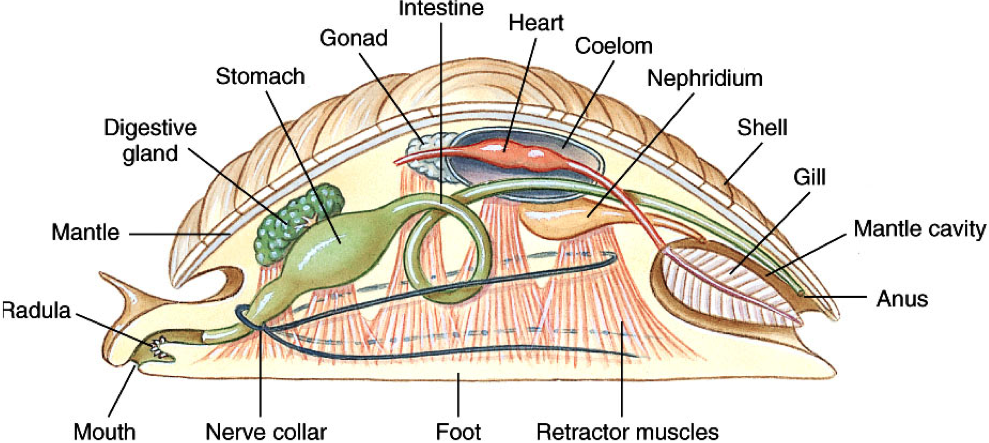 Intestine
Heart
Gonad
Coelom
Stomach
Nephridium
Digestive
gland
Shell
Gill
Mantle
Mantle cavity
Anus
Radula
Mouth
Nerve collar
Foot
Retractor muscles